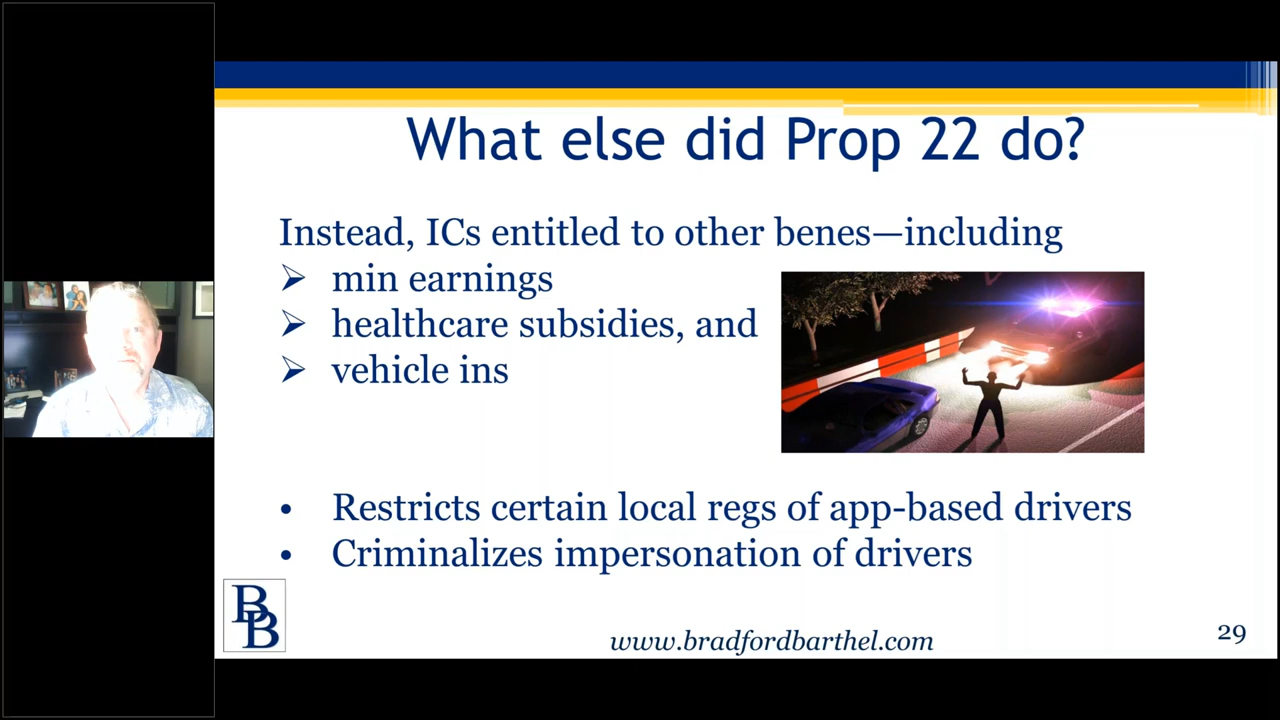 What else did Prop 22 do?
Instead, ICs entitled to other benes—including
➢ min earnings
➢ healthcare subsidies, and
➢ vehicle ins
• Restricts certain local regs of app-based drivers
• Criminalizes impersonation of drivers
BB
www.bradfordbarthel.com
29